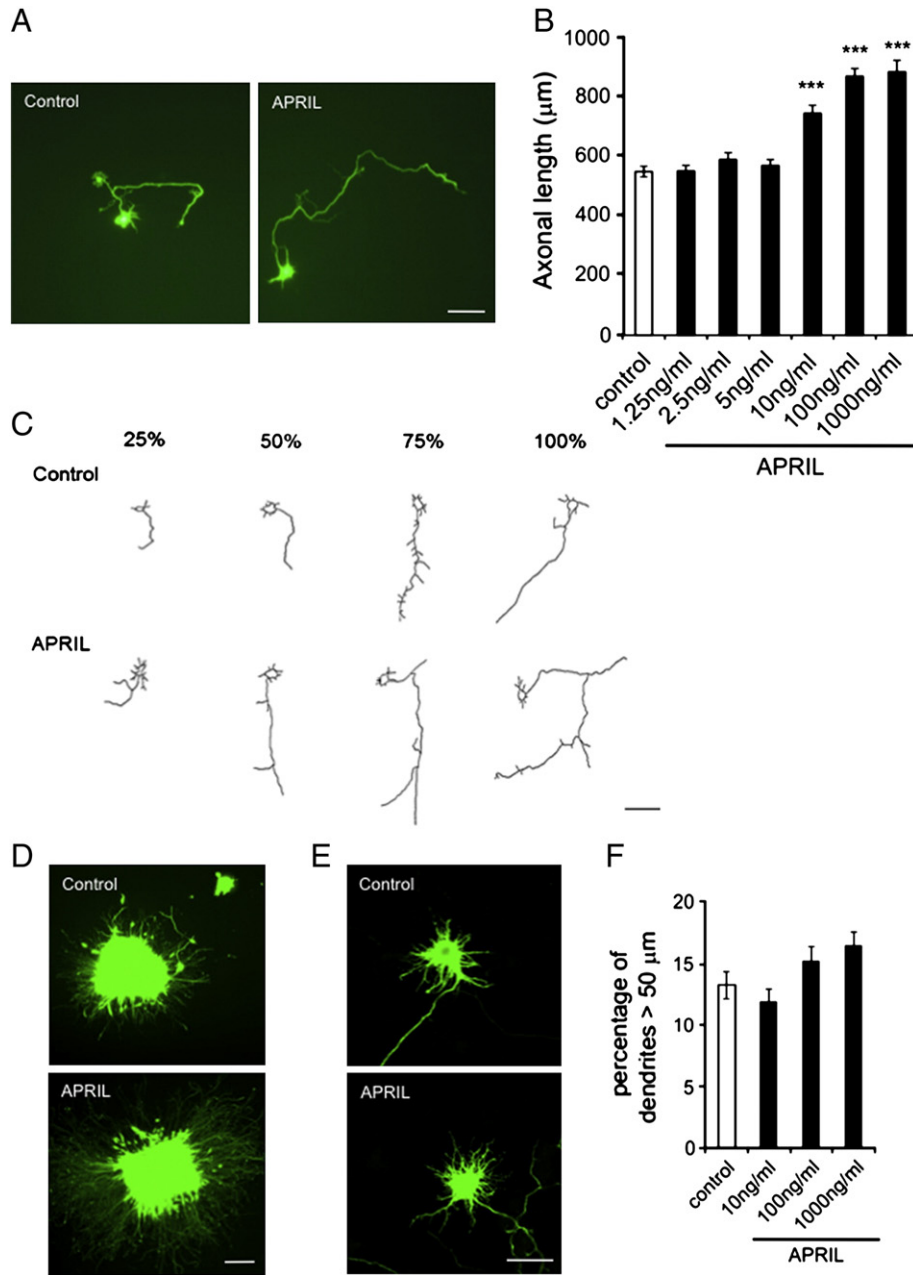 A
Control
APRIL
B
Axonal length (µm)
1000
800
600
400
200
0
***
***
***
control
1.25ng/ml
2.5ng/ml
5ng/ml
10ng/ml
100ng/ml
1000ng/ml
APRIL
C
25% 50% 75% 100%
Control
APRIL
D
Control
APRIL
E
Control
APRIL
F
percentage of
dendrites > 50 µm
20
15
10
5
0
control
10ng/ml
100ng/ml
1000ng/ml
APRIL